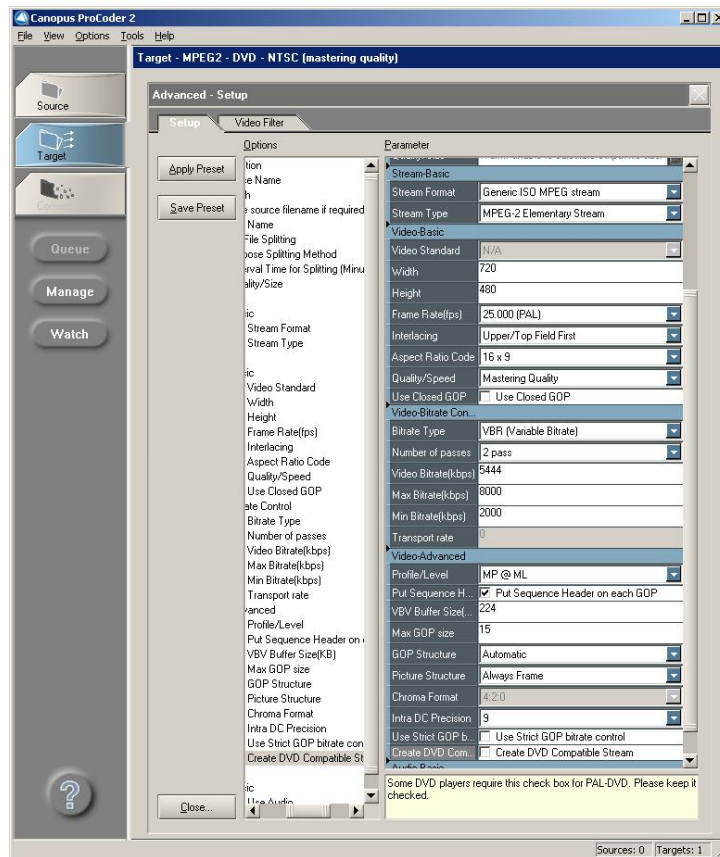 Canopus ProCoder 2
File View Options Tools Help
Target - MPEG2 - DVD - NTSC (mastering quality)
Source
Target
Queue
Manage
Watch
Advanced - Setup
Setup Video Filter
Options
Apply Preset
Save Preset
Close...
tion
ce Name
h
e source filename if required
Name
File Splitting
oose Splitting Method
erval Time for Splitting (Minu
ality/Size
ic
Stream Format
Stream Type
ic
Video Standard
Width
Height
Frame Rate(fps)
Interlacing
Aspect Ratio Code
Quality/Speed
Use Closed GOP
ate Control
Bitrate Type
Number of passes
Video Bitrate(kbps)
Max Bitrate(kbps)
Min Bitrate(kbps)
Transport rate
vanced
Profile/Level
Put Sequence Header on
VBV Buffer Size(KB)
Max GOP size
GOP Structure
Picture Structure
Chroma Format
Intra DC Precision
Use Strict GOP bitrate con
Create DVD Compatible St
ic
Use Audio
Parameter
Stream-Basic
Stream Format Generic ISO MPEG stream
Stream Type MPEG-2 Elementary Stream
Video-Basic
Video Standard N/A
Width 720
Height 480
Frame Rate(fps) 25.000 (PAL)
Interlacing Upper/Top Field First
Aspect Ratio Code 16 x 9
Quality/Speed Mastering Quality
Use Closed GOP Use Closed GOP
Video-Bitrate Con...
Bitrate Type VBR (Variable Bitrate)
Number of passes 2 pass
Video Bitrate(kbps) 5444
Max Bitrate(kbps) 8000
Min Bitrate(kbps) 2000
Transport rate 0
Video-Advanced
Profile/Level MP @ ML
Put Sequence H... Put Sequence Header on each GOP
VBV Buffer Size(... 224
Max GOP size 15
GOP Structure Automatic
Picture Structure Always Frame
Chroma Format 4:2:0
Intra DC Precision 9
Use Strict GOP b... Use Strict GOP bitrate control
Create DVD Com... Create DVD Compatible Stream
Audio-Basic
Some DVD players require this check box for PAL-DVD. Please keep it
checked.
Sources: 0 Targets: 1